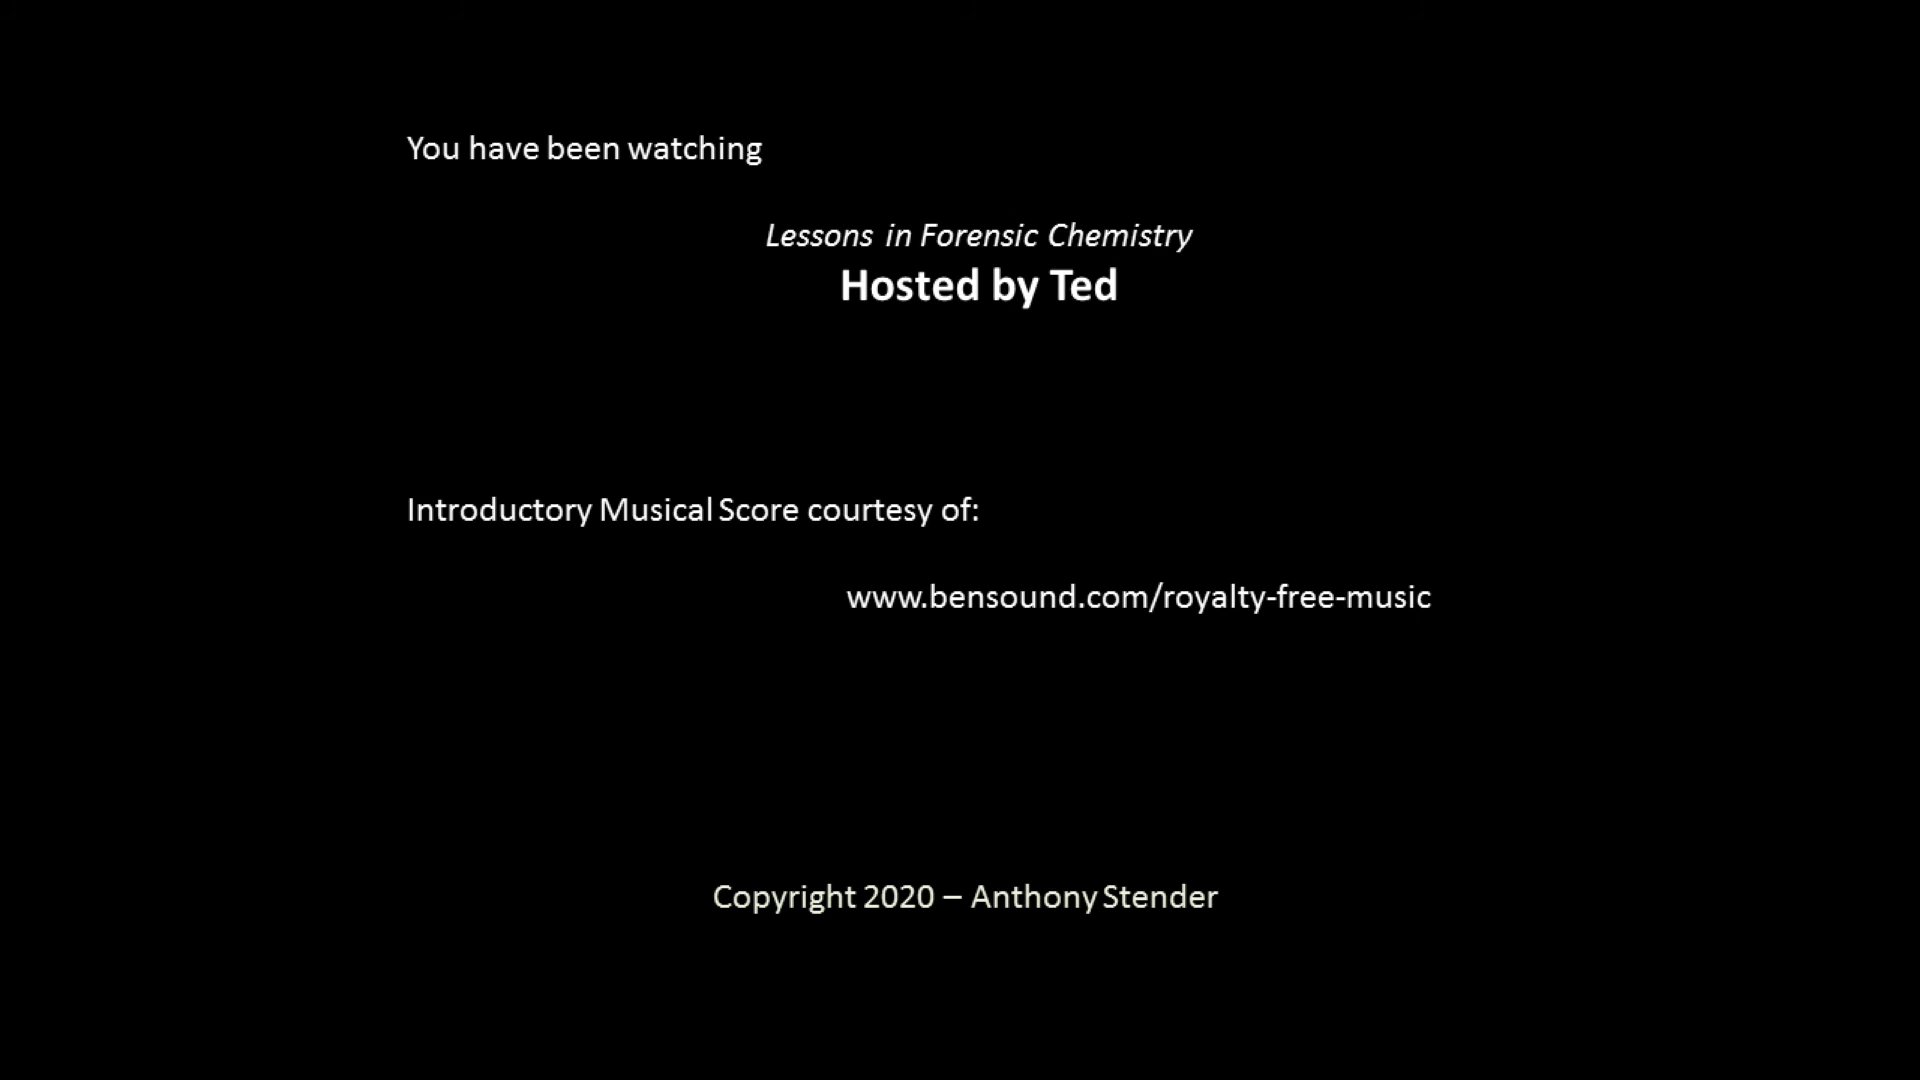 You have been watching
Lessons in Forensic Chemistry
Hosted by Ted
Introductory Musical Score courtesy of:
www.bensound.com/royalty-free-music
Copyright 2020 – Anthony Stender